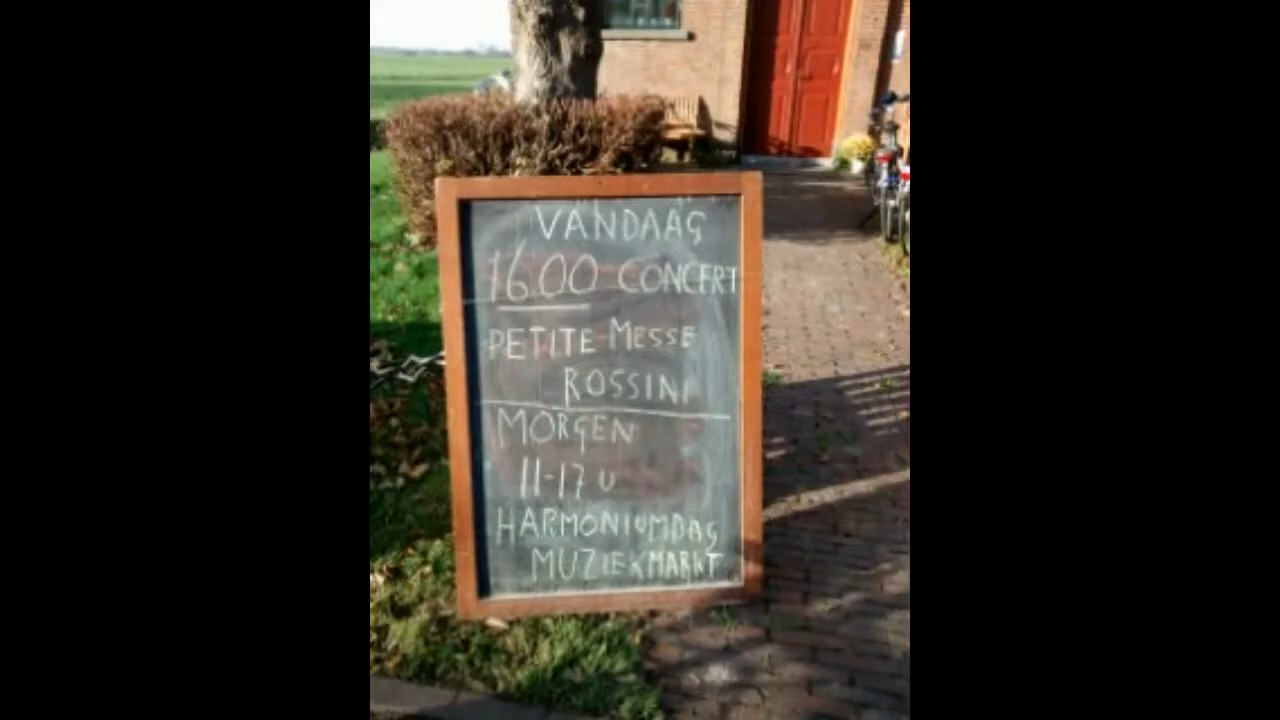 VANDAAG
16.00 CONCERT
PETITE MESSE
ROSSINI
MORGEN
11-17 U
HARMONIUMDAG
MUZIEKMARKT